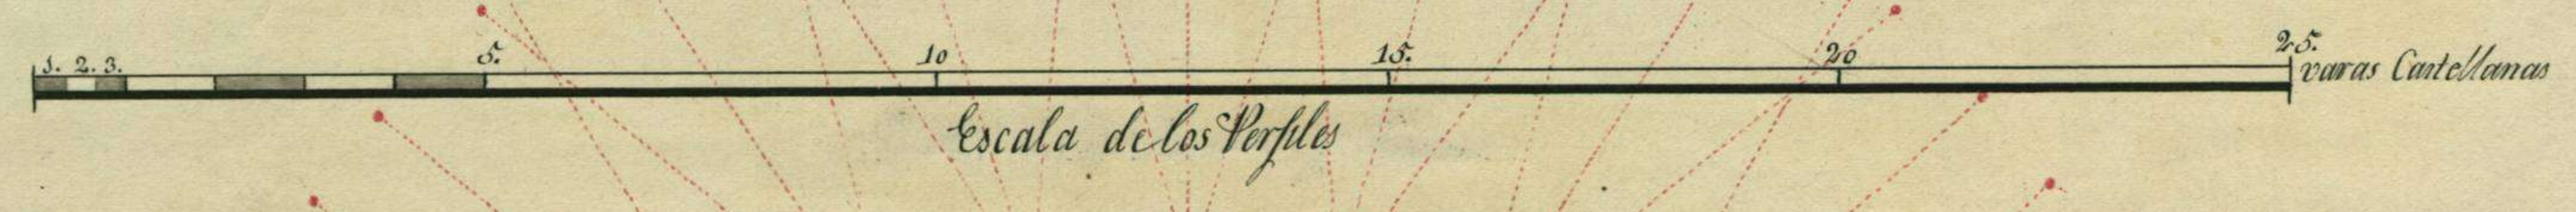 1. 2. 3. 5. 10 15. 20 25.
varas Castellanas
Escala de los Perfiles